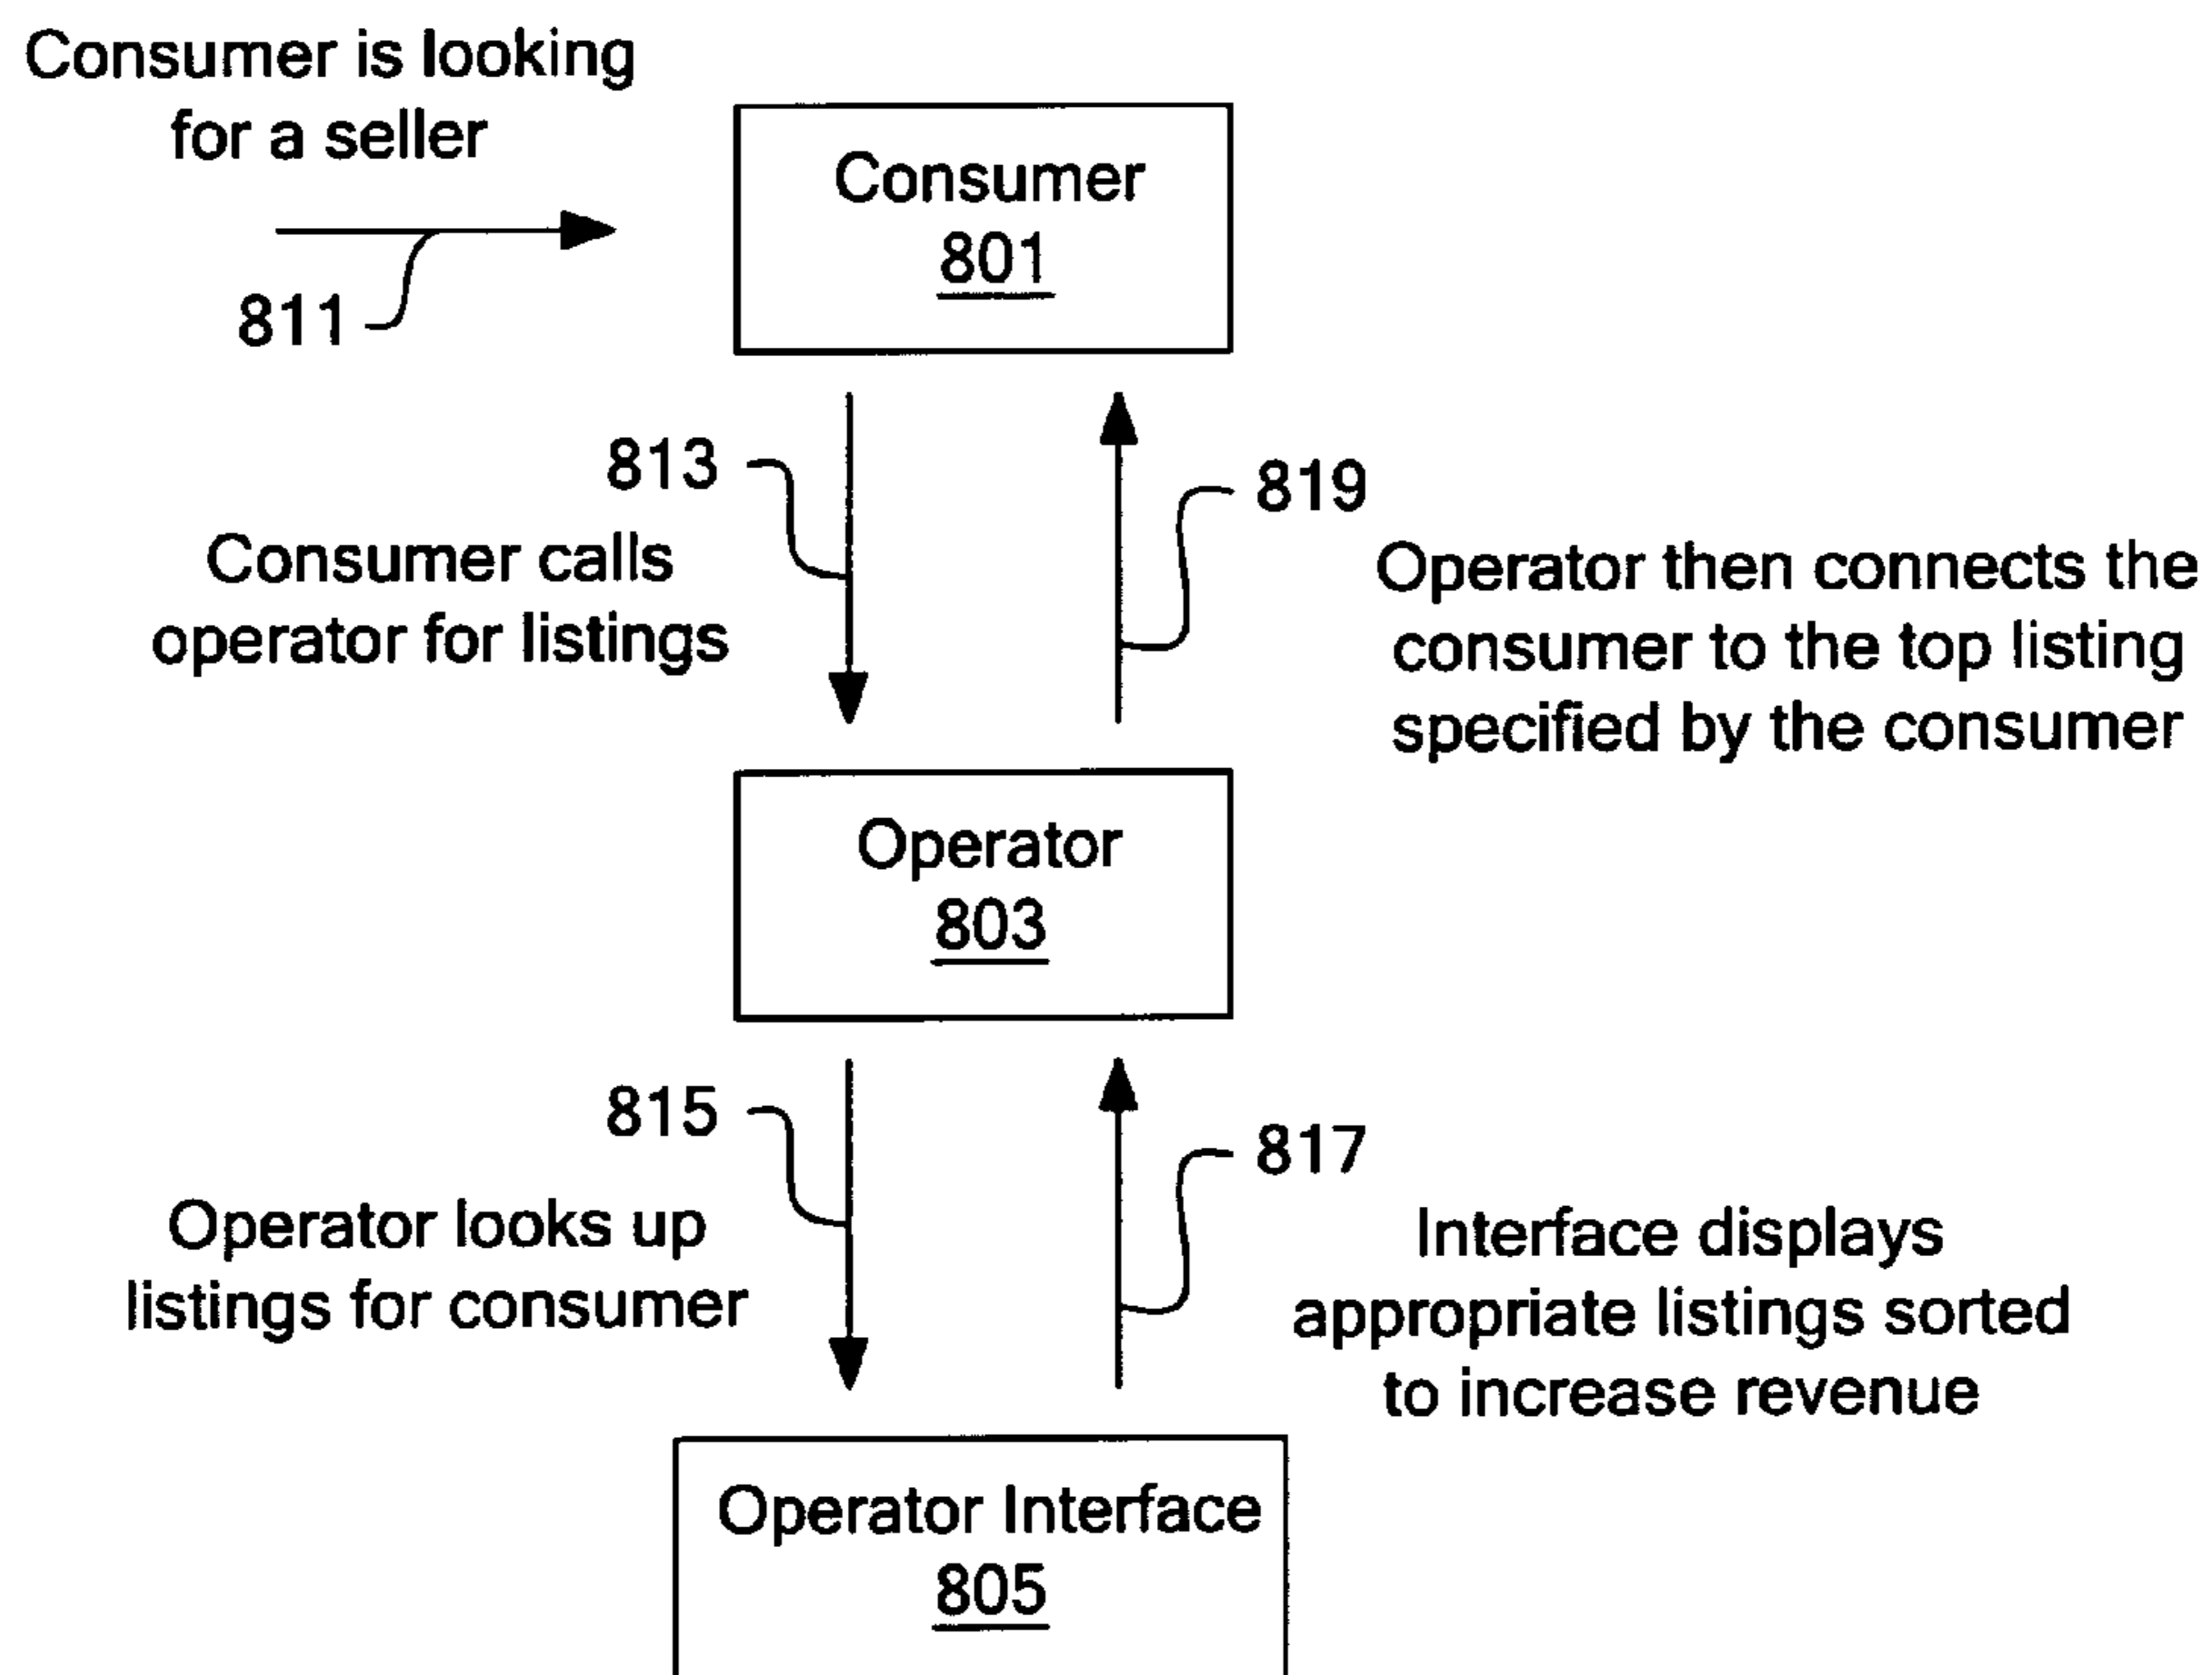 Consumer is looking
for a seller
811
Consumer
801
813
Consumer calls
operator for listings
819
Operator then connects the
consumer to the top listing
specified by the consumer
Operator
803
815
Operator looks up
listings for consumer
817
Interface displays
appropriate listings sorted
to increase revenue
Operator Interface
805